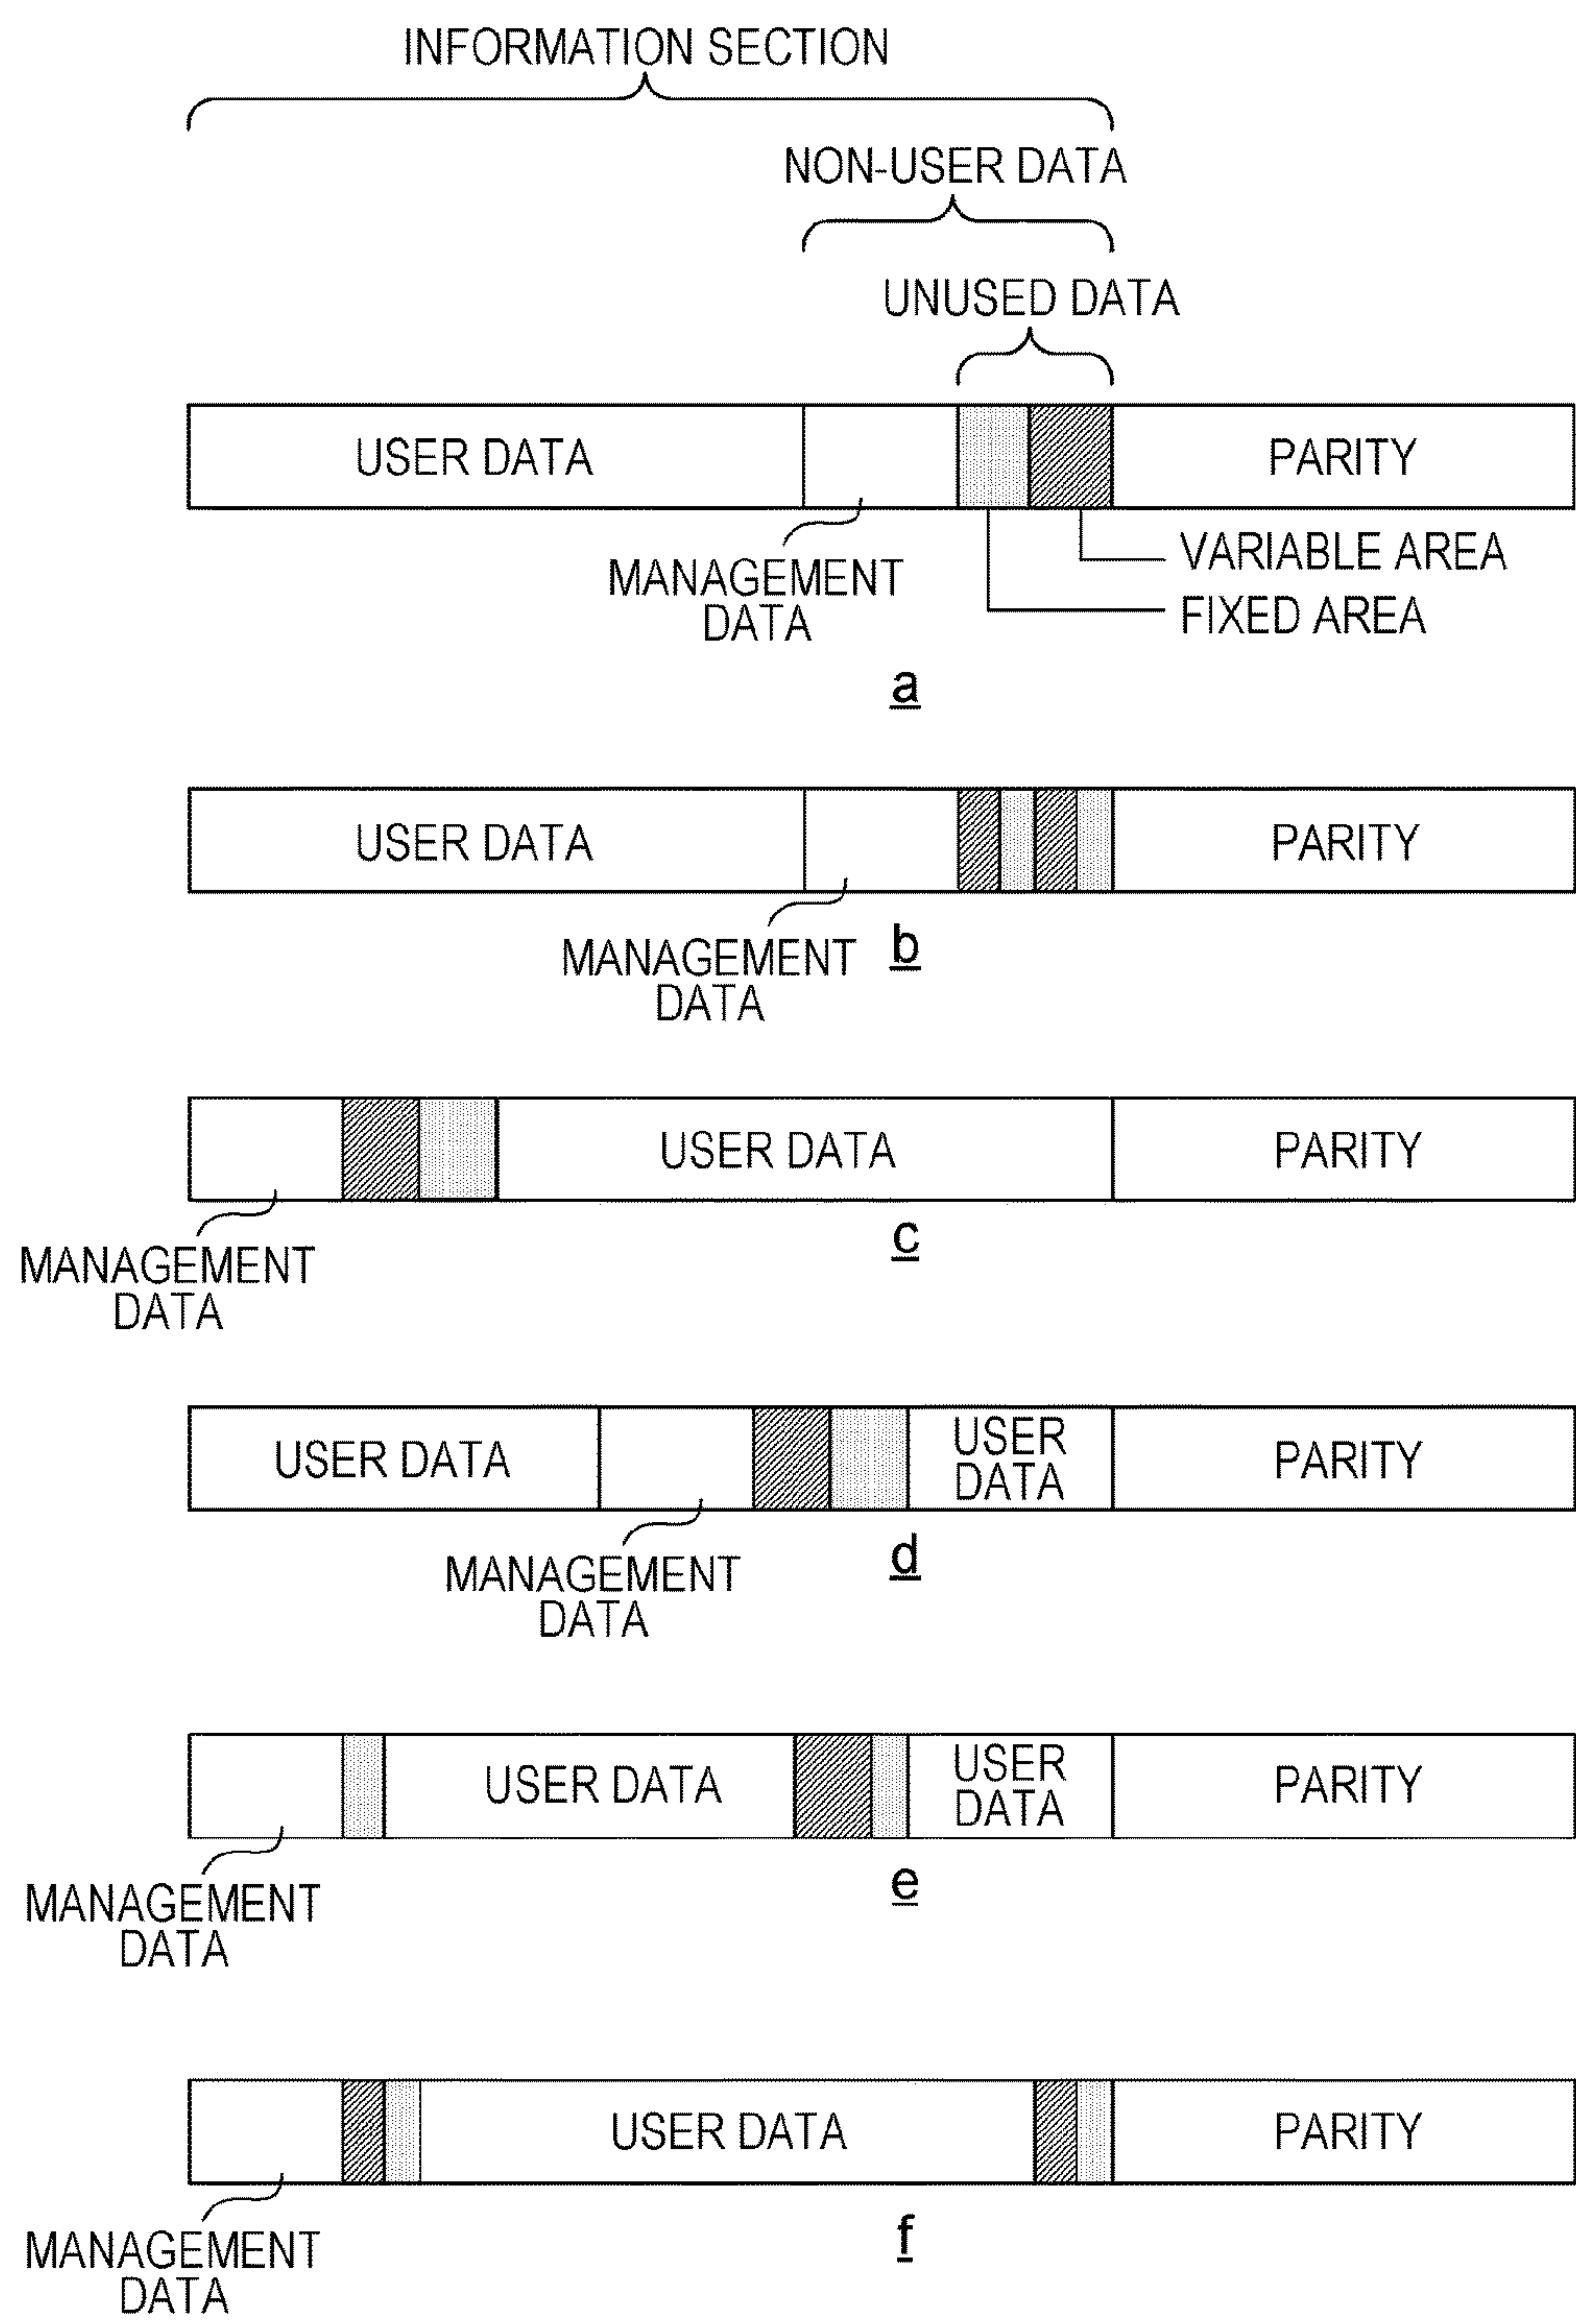 INFORMATION SECTION
NON-USER DATA
UNUSED DATA
USER DATA
PARITY
VARIABLE AREA
MANAGEMENT
DATA
FIXED AREA
a
USER DATA
PARITY
MANAGEMENT
DATA
b
USER DATA
PARITY
MANAGEMENT
DATA
c
USER DATA
USER
DATA
PARITY
MANAGEMENT
DATA
d
USER DATA
USER
DATA
PARITY
MANAGEMENT
DATA
e
USER DATA
PARITY
MANAGEMENT
DATA
f